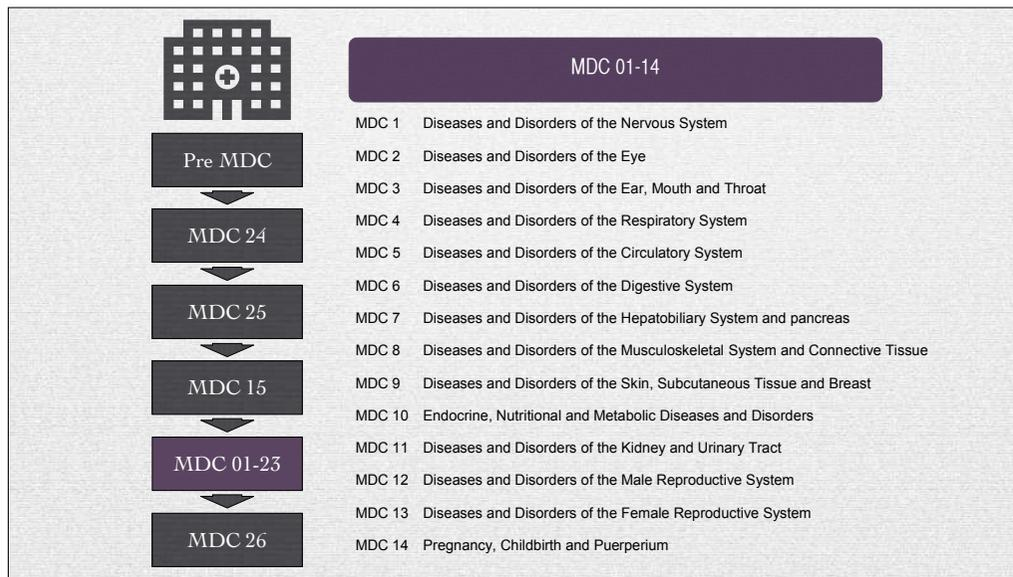 MDC 01-14
Pre MDC
MDC 24
MDC 25
MDC 15
MDC 01-23
MDC 26
MDC 1 Diseases and Disorders of the Nervous System
MDC 2 Diseases and Disorders of the Eye
MDC 3 Diseases and Disorders of the Ear, Mouth and Throat
MDC 4 Diseases and Disorders of the Respiratory System
MDC 5 Diseases and Disorders of the Circulatory System
MDC 6 Diseases and Disorders of the Digestive System
MDC 7 Diseases and Disorders of the Hepatobiliary System and pancreas
MDC 8 Diseases and Disorders of the Musculoskeletal System and Connective Tissue
MDC 9 Diseases and Disorders of the Skin, Subcutaneous Tissue and Breast
MDC 10 Endocrine, Nutritional and Metabolic Diseases and Disorders
MDC 11 Diseases and Disorders of the Kidney and Urinary Tract
MDC 12 Diseases and Disorders of the Male Reproductive System
MDC 13 Diseases and Disorders of the Female Reproductive System
MDC 14 Pregnancy, Childbirth and Puerperium